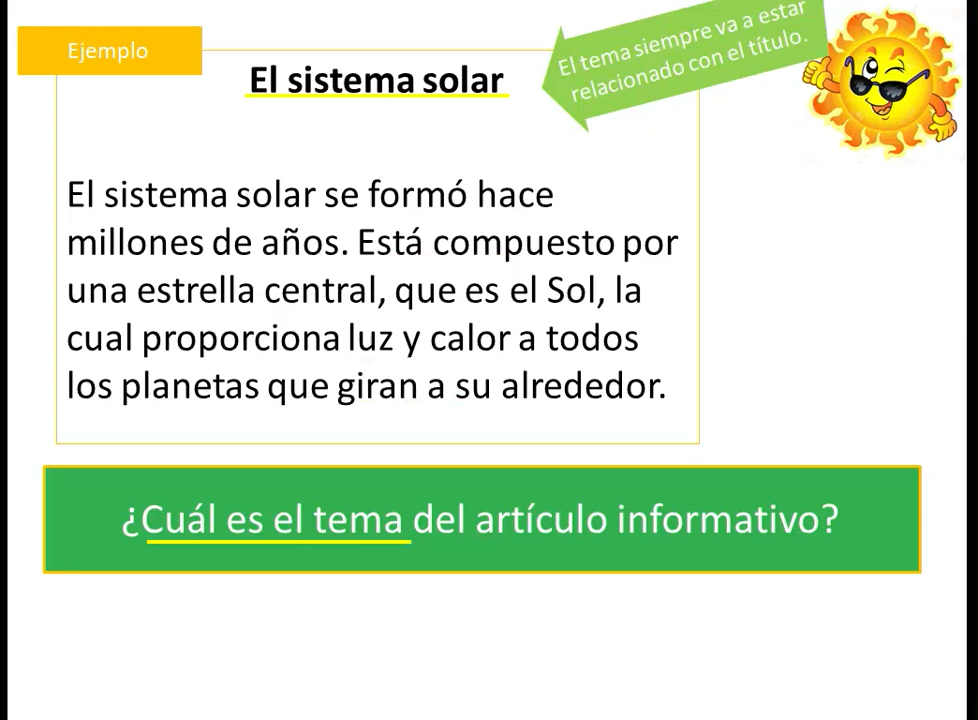 Ejemplo
El sistema solar
El tema siempre va a estar
relacionado con el título.
El sistema solar se formó hace
millones de años. Está compuesto por
una estrella central, que es el Sol, la
cual proporciona luz y calor a todos
los planetas que giran a su alrededor.
¿Cuál es el tema del artículo informativo?